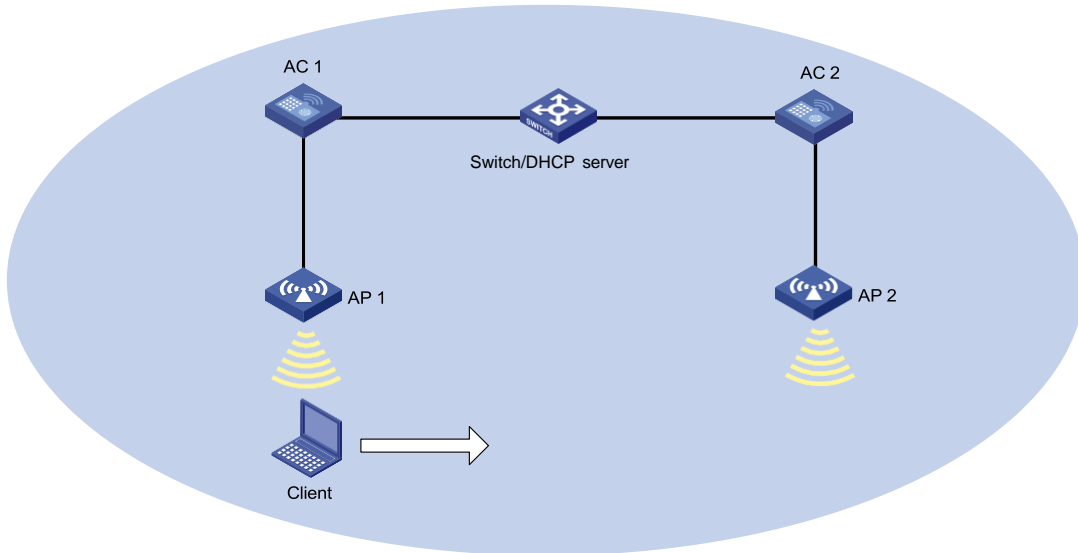 AC 1
AC 2
SWITCH
Switch/DHCP server
AP 1
AP 2
Client